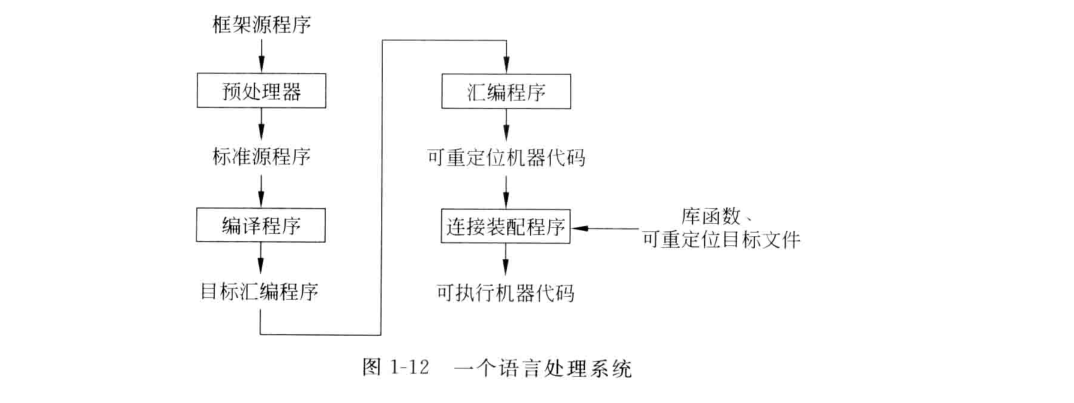 框架源程序
预处理器
标准源程序
编译程序
目标汇编程序
汇编程序
可重定位机器代码
连接装配程序
库函数、
可重定位目标文件
可执行机器代码
图 1-12 一个语言处理系统